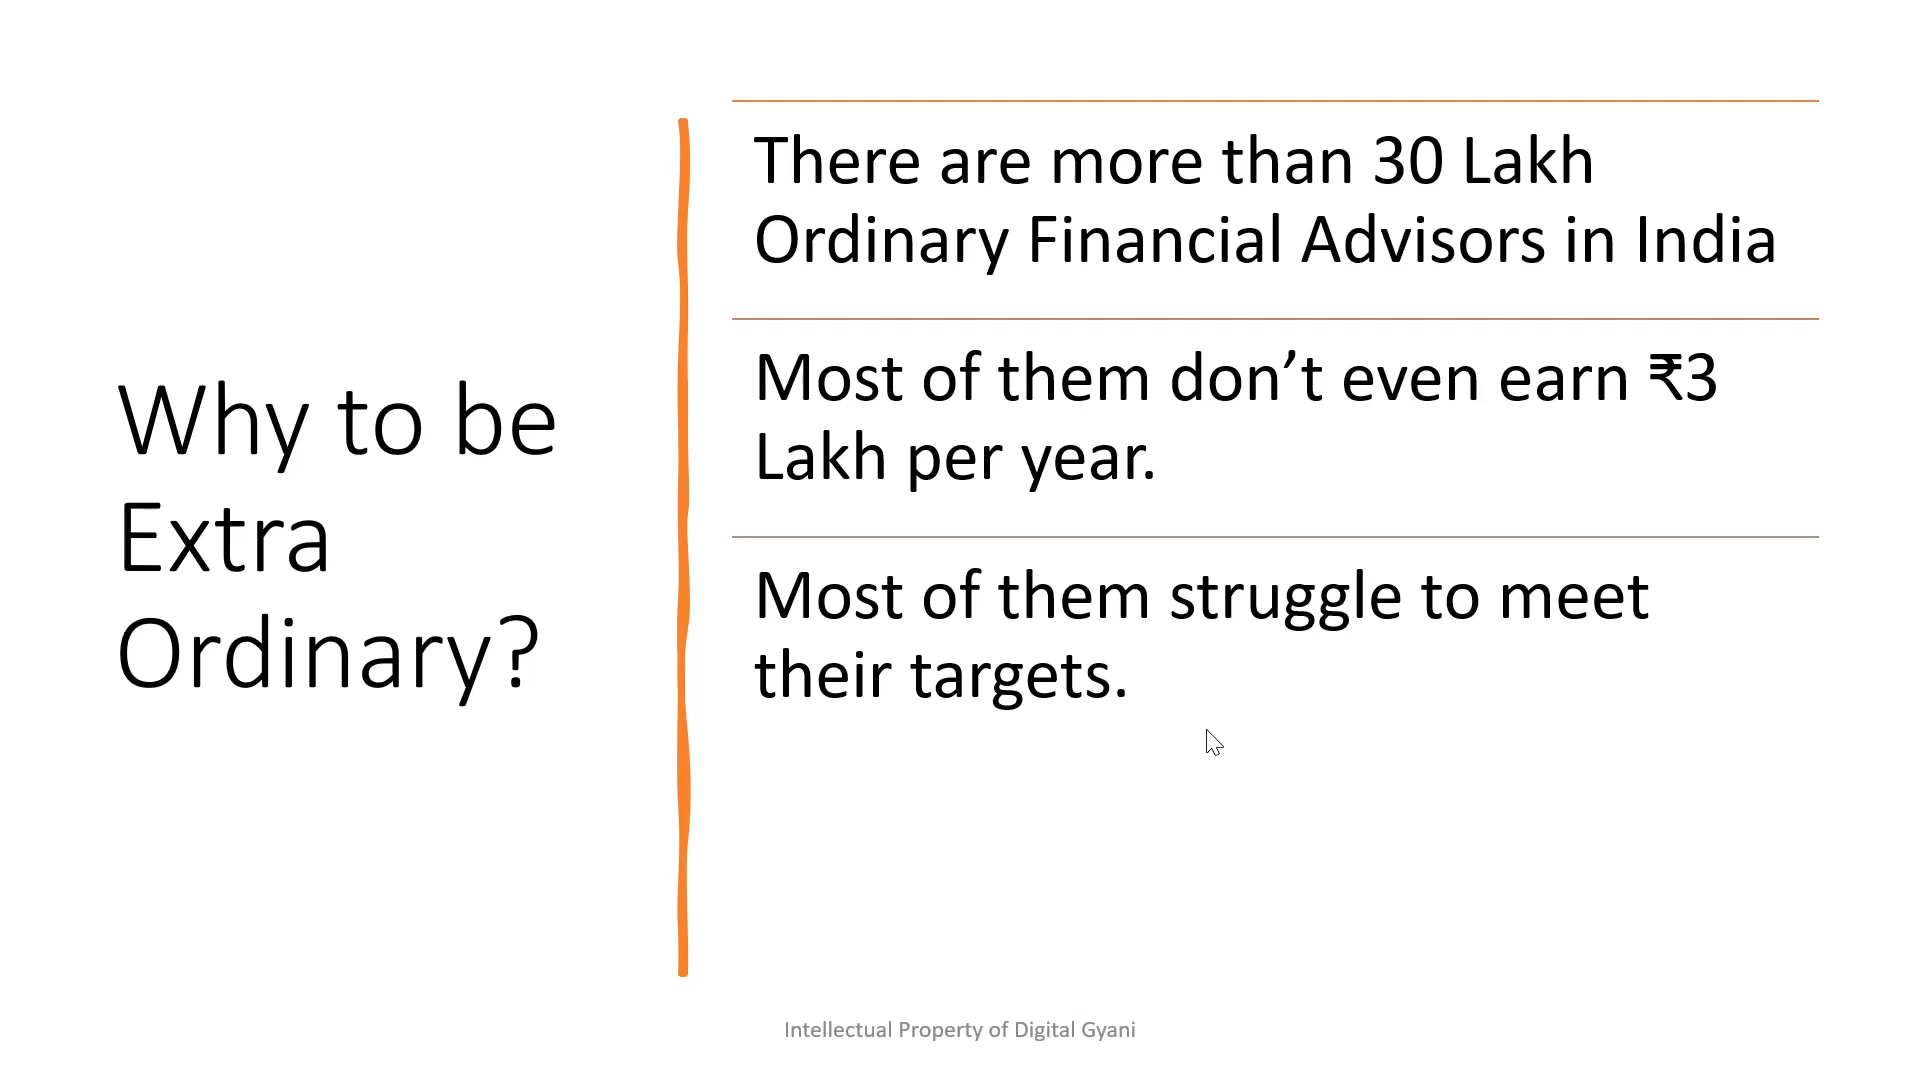 Why to be
Extra
Ordinary?
There are more than 30 Lakh
Ordinary Financial Advisors in India
Most of them don’t even earn ₹3
Lakh per year.
Most of them struggle to meet
their targets.
Intellectual Property of Digital Gyani